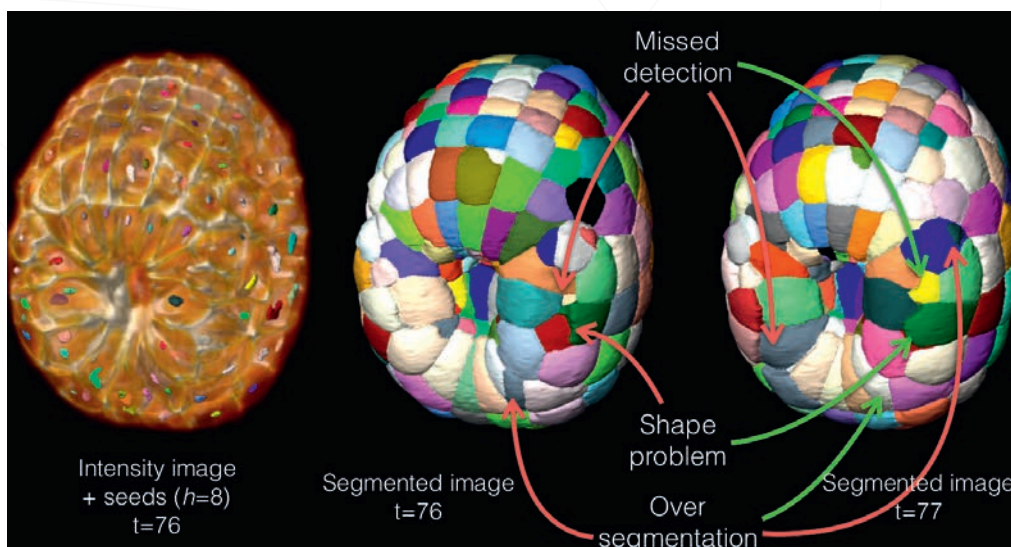 Missed
detection
Shape
problem
Intensity image
+ seeds (h=8)
t=76
Segmented image
t=76
Over
segmentation
Segmented image
t=77